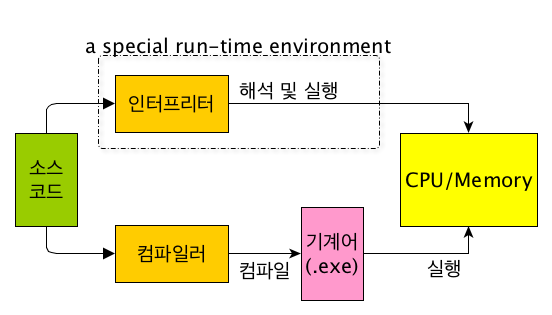 a special run-time environment
인터프리터
해석 및 실행
소스
코드
CPU/Memory
컴파일러
컴파일
기계어
(.exe)
실행